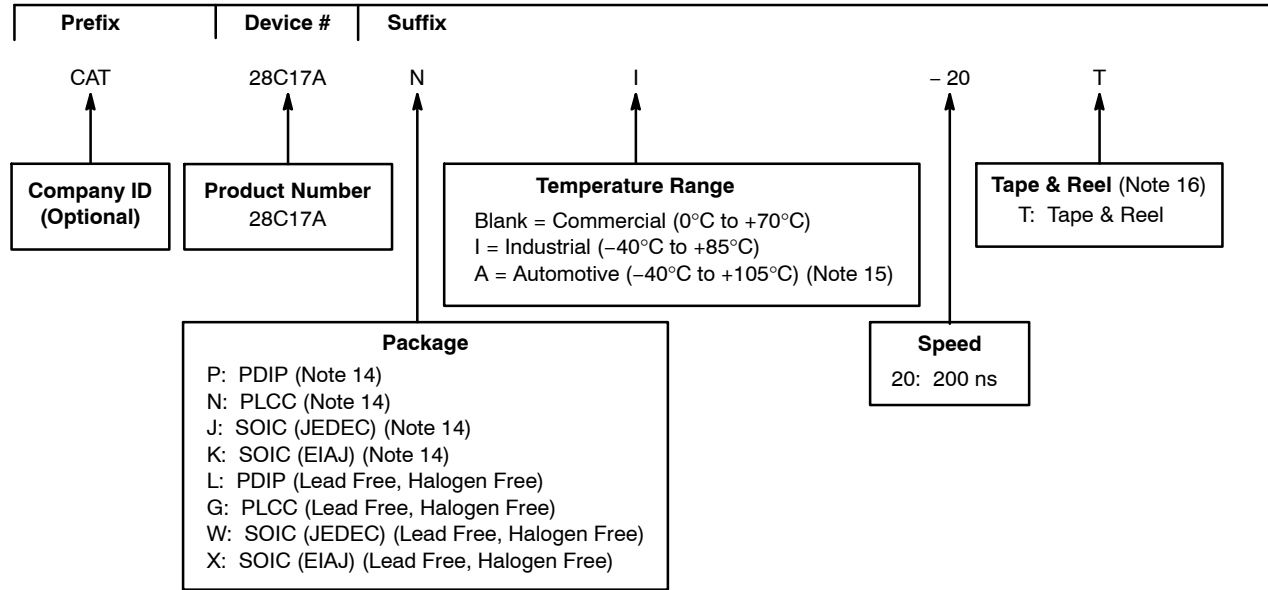 Prefix Device # Suffix
CAT 28C17A N I – 20 T
Company ID
(Optional)
Product Number
28C17A
Temperature Range
Blank = Commercial (0°C to +70°C)
I = Industrial (−40°C to +85°C)
A = Automotive (−40°C to +105°C) (Note 15)
Tape & Reel (Note 16)
T: Tape & Reel
Package
P: PDIP (Note 14)
N: PLCC (Note 14)
J: SOIC (JEDEC) (Note 14)
K: SOIC (EIAJ) (Note 14)
L: PDIP (Lead Free, Halogen Free)
G: PLCC (Lead Free, Halogen Free)
W: SOIC (JEDEC) (Lead Free, Halogen Free)
X: SOIC (EIAJ) (Lead Free, Halogen Free)
Speed
20: 200 ns